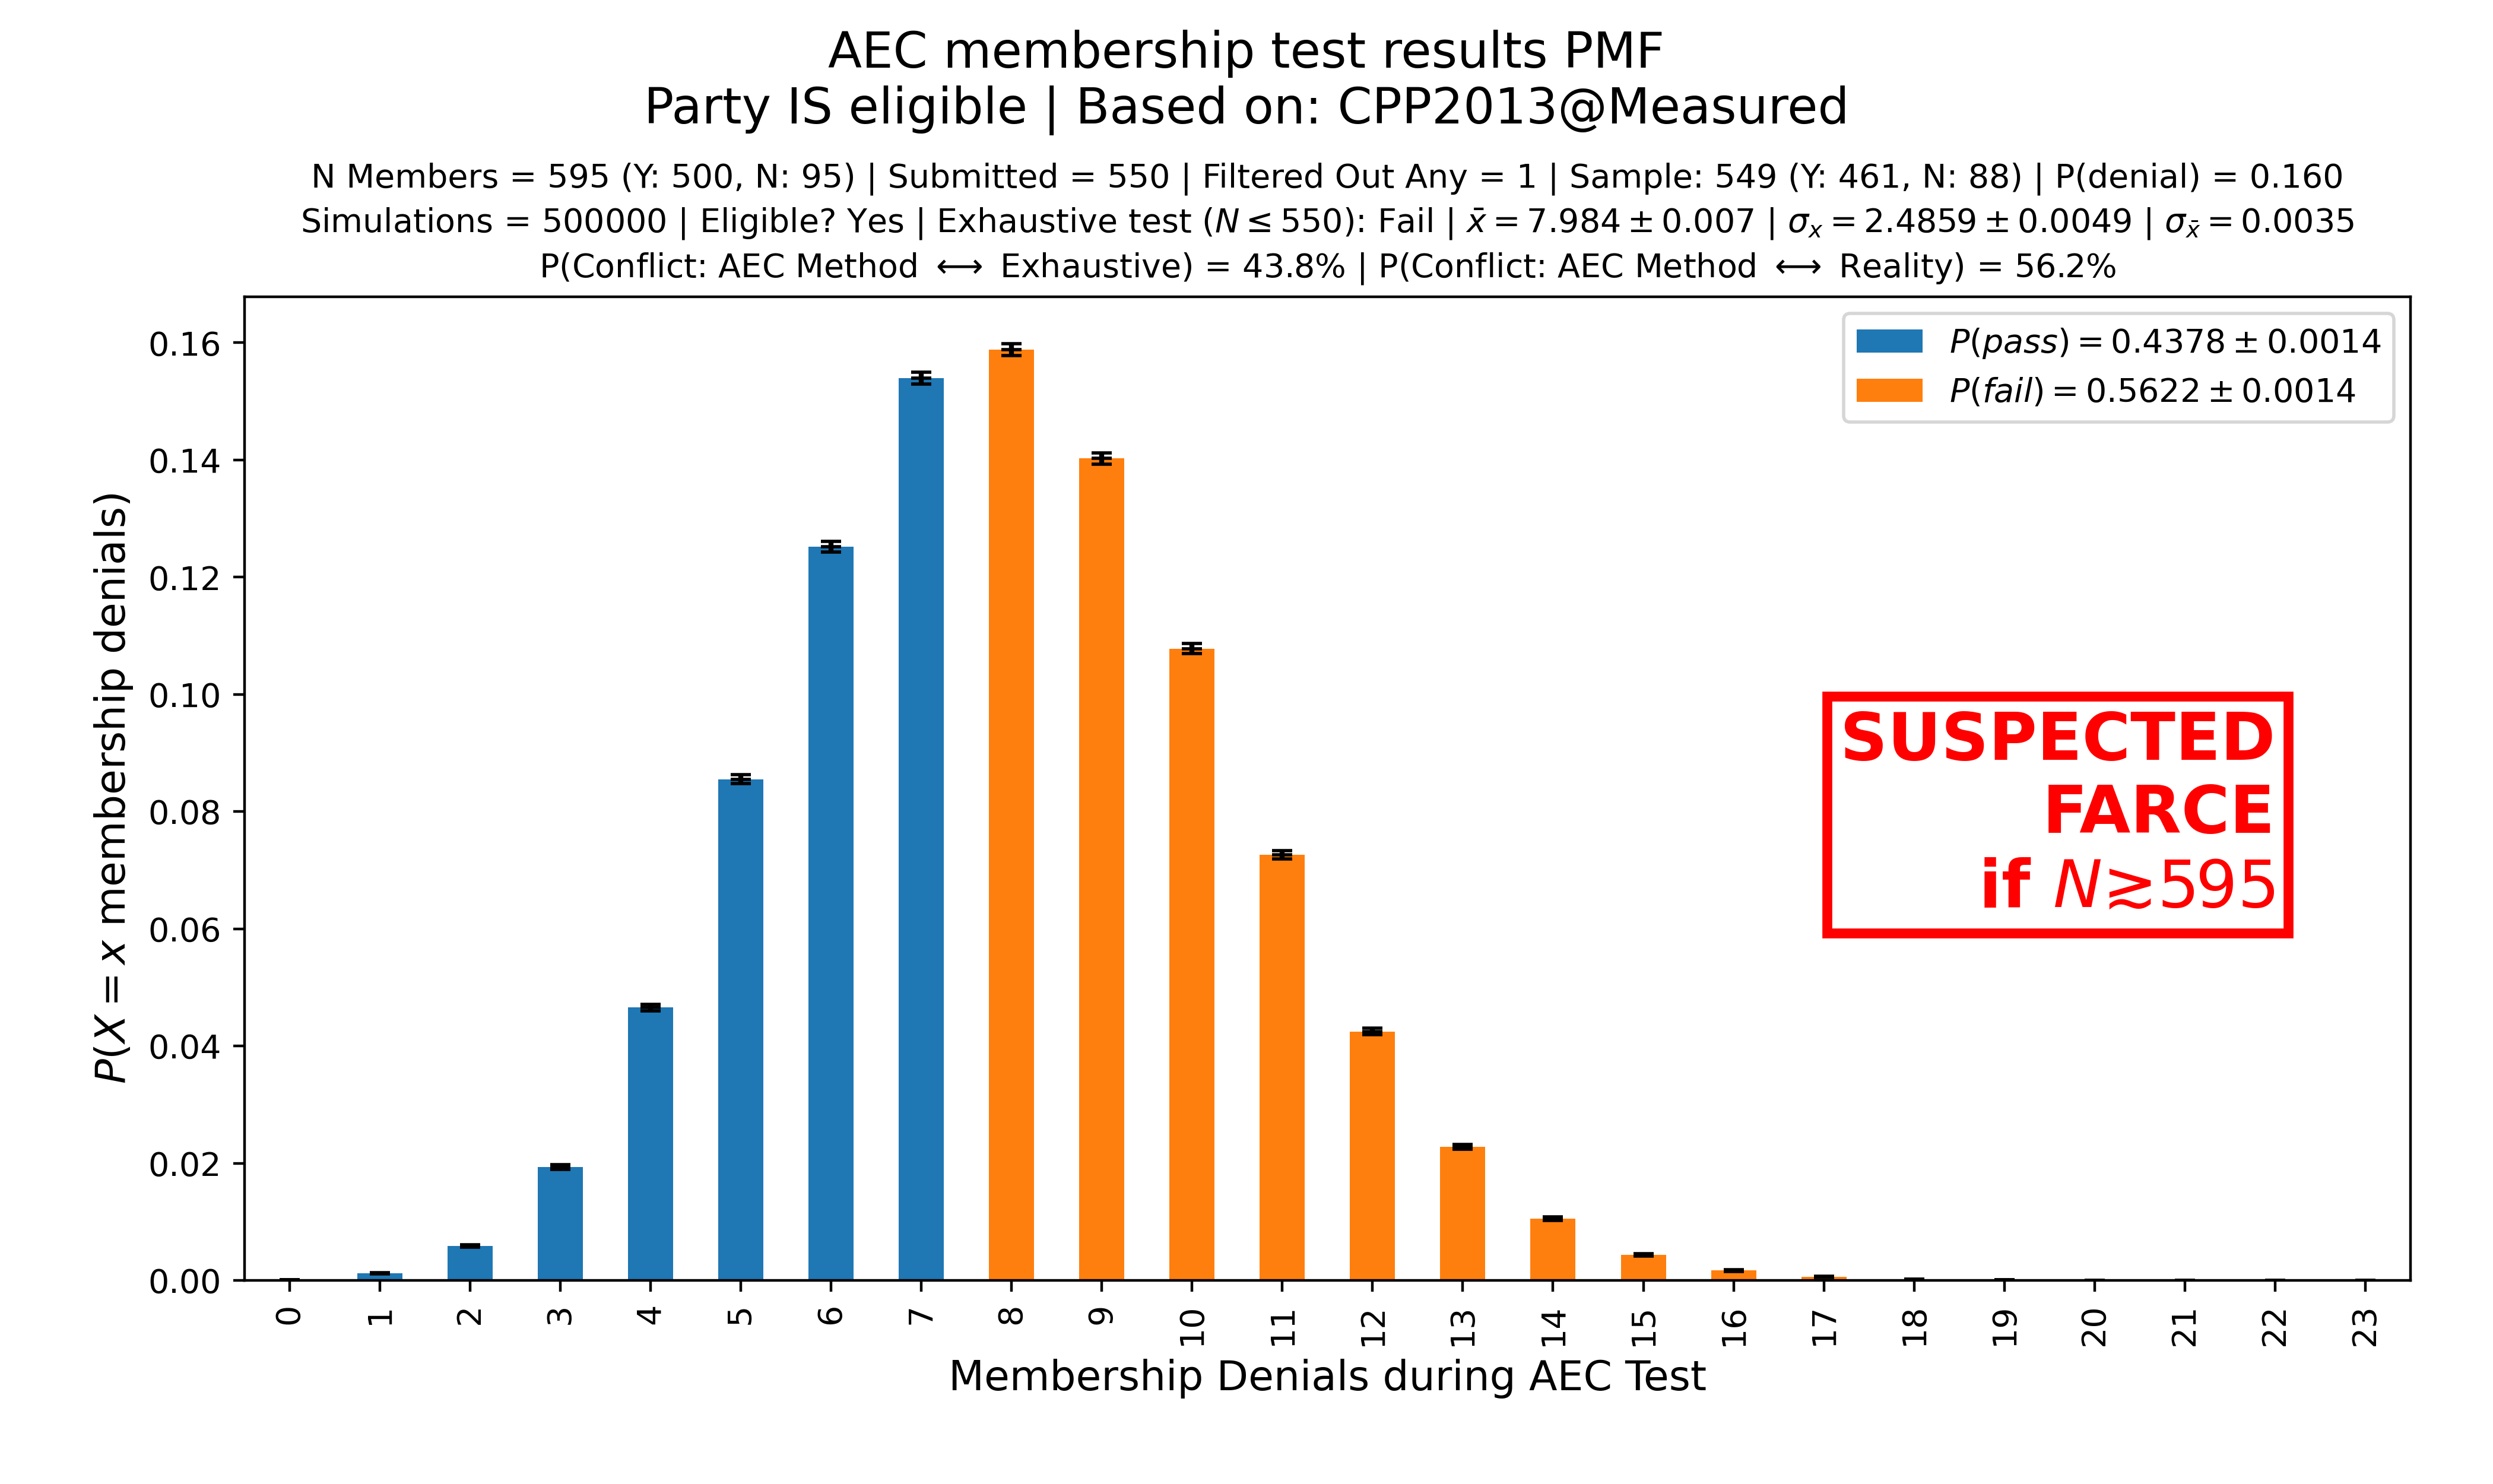 AEC membership test results PMF
Party IS eligible | Based on: CPP2013@Measured
N Members = 595 (Y: 500, N: 95) | Submitted = 550 | Filtered Out Any = 1 | Sample: 549 (Y: 461, N: 88) | P(denial) = 0.160
Simulations = 500000 | Eligible? Yes | Exhaustive test (N ≤ 550): Fail | x̄ = 7.984 ± 0.007 | σₓ = 2.4859 ± 0.0049 | σ_x̄ = 0.0035
P(Conflict: AEC Method ⟷ Exhaustive) = 43.8% | P(Conflict: AEC Method ⟷ Reality) = 56.2%
P(pass) = 0.4378 ± 0.0014
P(fail) = 0.5622 ± 0.0014
P(X = x membership denials)
0.16
0.14
0.12
0.10
0.08
0.06
0.04
0.02
0.00
SUSPECTED
FARCE
if N⪆595
0 1 2 3 4 5 6 7 8 9 10 11 12 13 14 15 16 17 18 19 20 21 22 23
Membership Denials during AEC Test